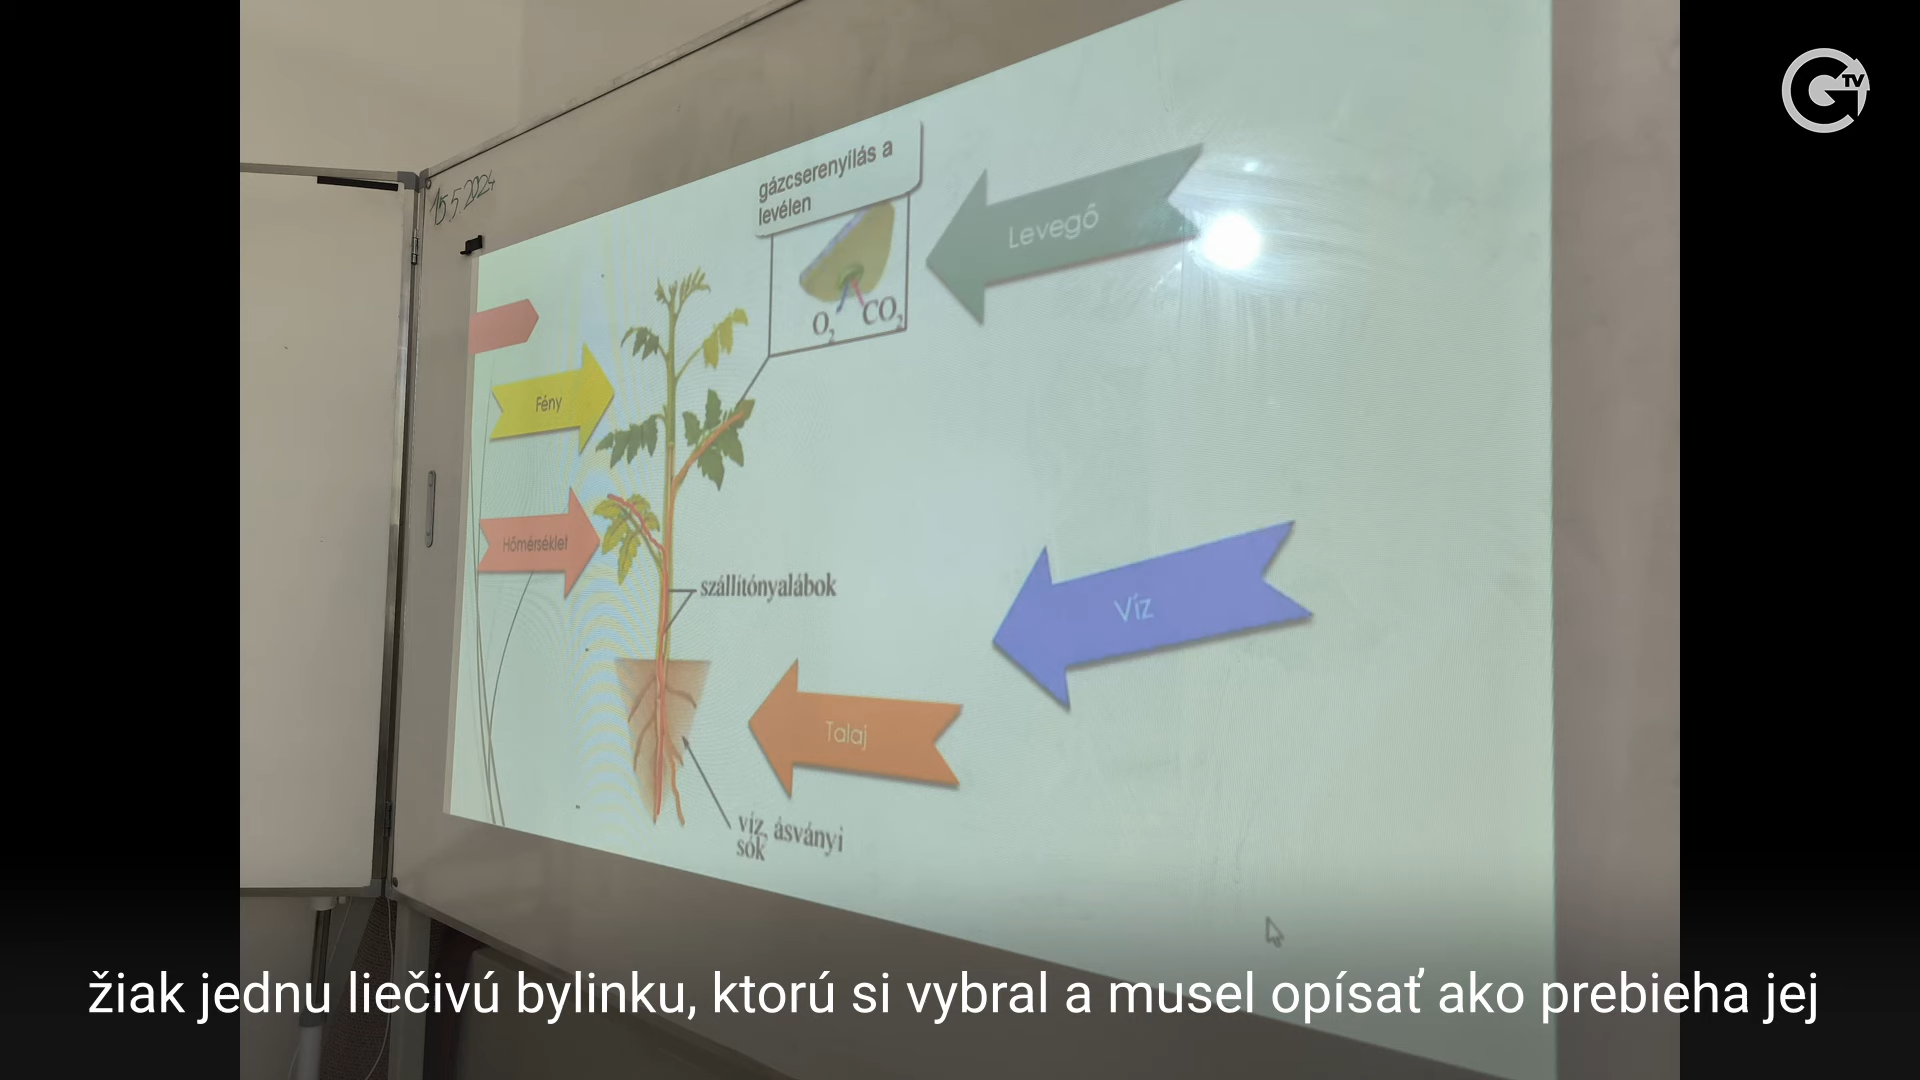 TV
15.5.2024
gázcserenyílás a
levélen
Levegő
O2
CO2
Fény
Hőmérséklet
szállítónyalábok
Víz
Talaj
víz, ásványi
sók
žiak jednu liečivú bylinku, ktorú si vybral a musel opísať ako prebieha jej